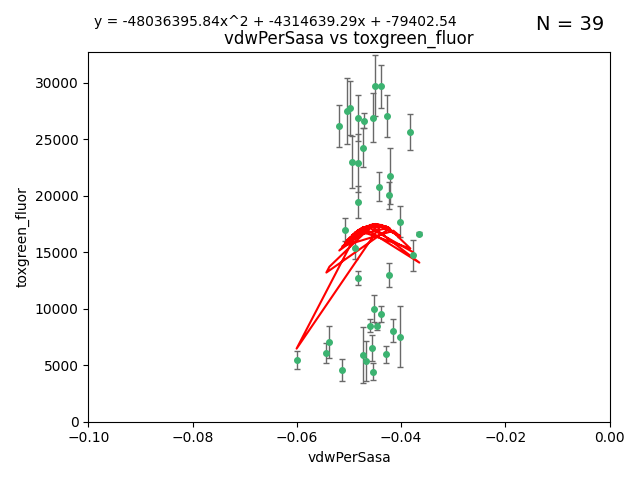 y = -48036395.84x^2 + -4314639.29x + -79402.54
N = 39
vdwPerSasa vs toxgreen_fluor
30000
25000
20000
15000
10000
5000
0
toxgreen_fluor
−0.10 −0.08 −0.06 −0.04 −0.02 0.00
vdwPerSasa